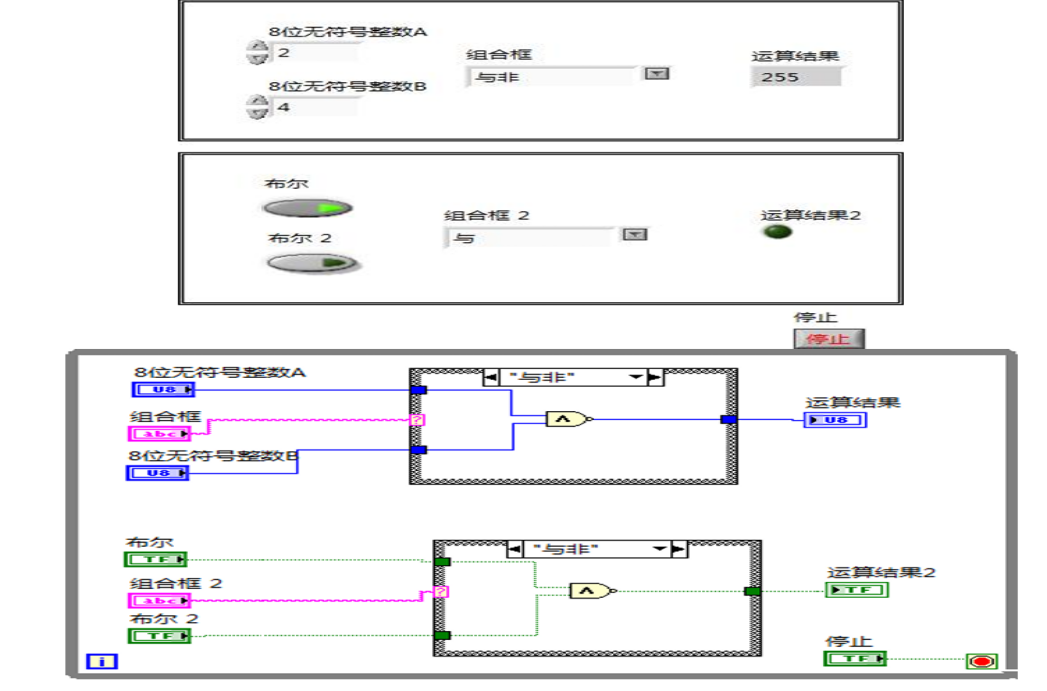 8位无符号整数A
2
组合框
与非
运算结果
255
8位无符号整数B
4
布尔
组合框 2
与
运算结果2
布尔 2
停止
停止
8位无符号整数A
U8
"与非"
组合框
abc
?
运算结果
U8
8位无符号整数B
U8
布尔
TF
"与非"
组合框 2
abc
?
运算结果2
TF
布尔 2
TF
停止
TF
i